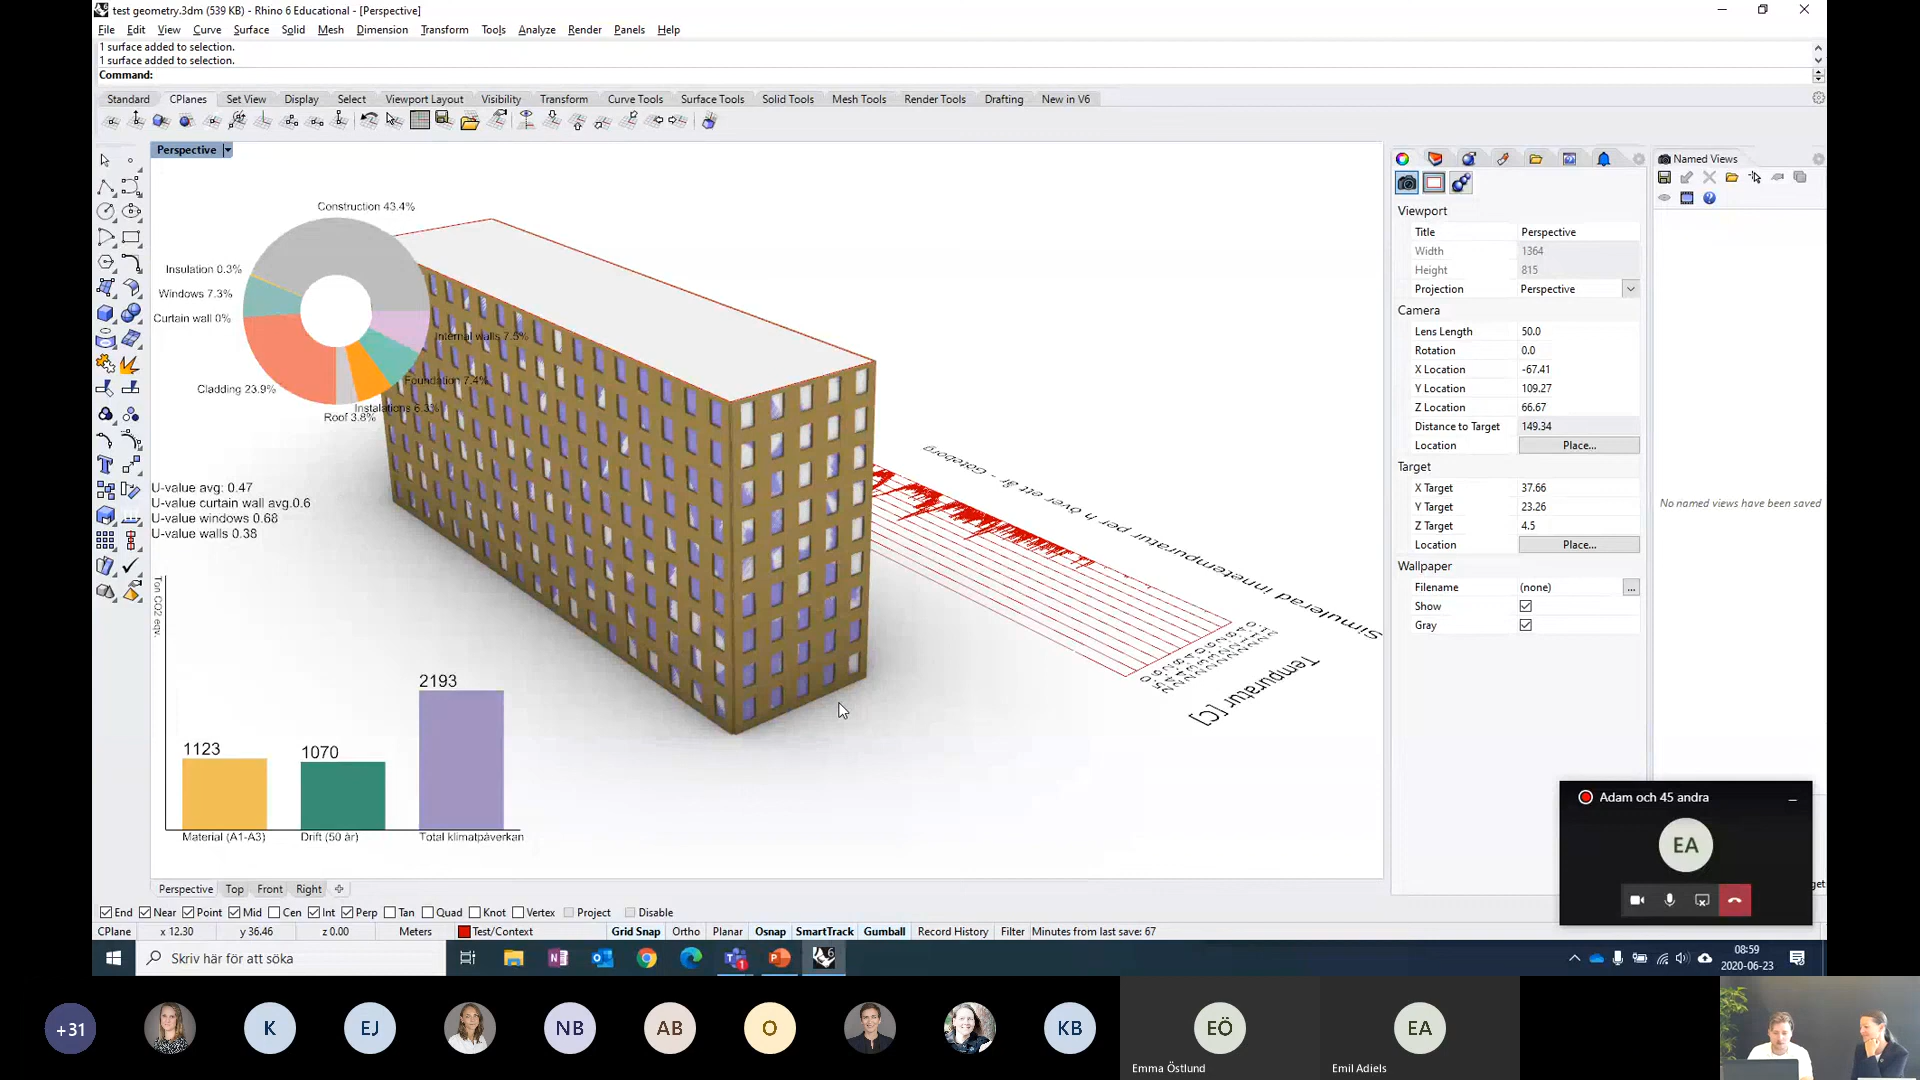 test geometry.3dm (539 KB) - Rhino 6 Educational - [Perspective]
File Edit View Curve Surface Solid Mesh Dimension Transform Tools Analyze Render Panels Help
1 surface added to selection.
1 surface added to selection.
Command:
Standard CPlanes Set View Display Select Viewport Layout Visibility Transform Curve Tools Surface Tools Solid Tools Mesh Tools Render Tools Drafting New in V6
Perspective
Construction 43.4%
Insulation 0.3%
Windows 7.3%
Curtain wall 0%
Internal walls 7.5%
Foundation 7.4%
Cladding 23.9%
Instalations 6.3%
Roof 3.8%
U-value avg: 0.47
U-value curtain wall avg.0.6
U-value windows 0.68
U-value walls 0.38
Ton CO2 eqv.
2193
1123
1070
Material (A1-A3) Drift (50 år) Total klimatpåverkan
Simulerad innetempuratur per h över ett år - Göteborg
Tempuratur [C]
Viewport
Title Perspective
Width 1364
Height 815
Projection Perspective
Camera
Lens Length 50.0
Rotation 0.0
X Location -67.41
Y Location 109.27
Z Location 66.67
Distance to Target 149.34
Location Place...
Target
X Target 37.66
Y Target 23.26
Z Target 4.5
Location Place...
Wallpaper
Filename (none) ...
Show
Gray
Named Views
No named views have been saved
Adam och 45 andra
EA
get
Perspective Top Front Right
End Near Point Mid Cen Int Perp Tan Quad Knot Vertex Project Disable
CPlane x 12.30 y 36.46 z 0.00 Meters Test/Context Grid Snap Ortho Planar Osnap SmartTrack Gumball Record History Filter Minutes from last save: 67
Skriv här för att söka
08:59
2020-06-23
+31 K EJ NB AB O KB EÖ EA
Emma Östlund Emil Adiels